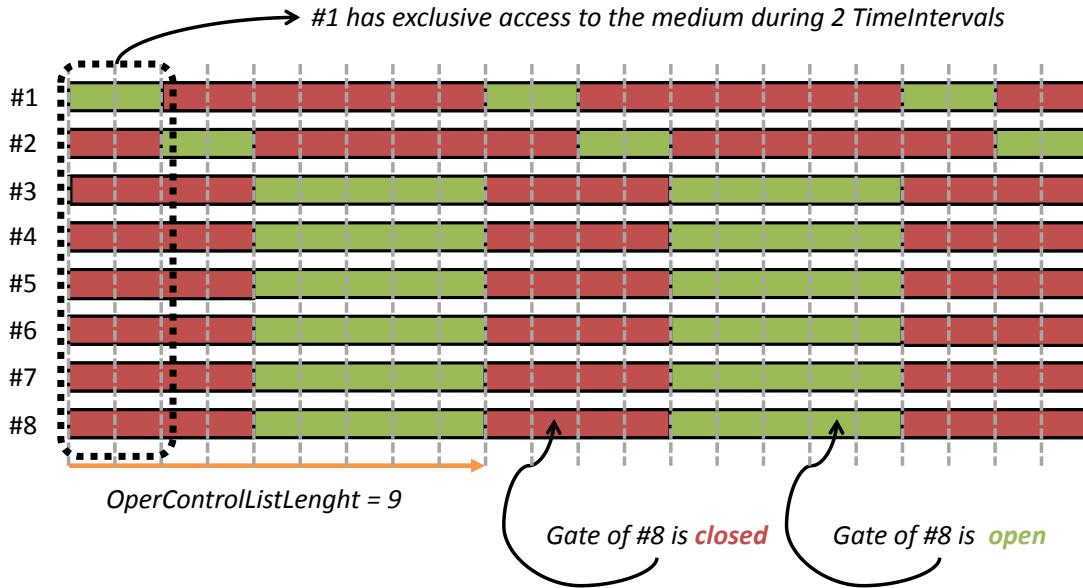 #1 has exclusive access to the medium during 2 TimeIntervals
#1
#2
#3
#4
#5
#6
#7
#8
OperControlListLenght = 9
Gate of #8 is closed
Gate of #8 is open